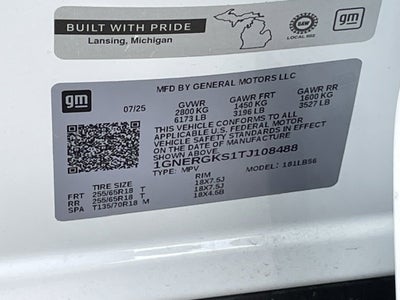 BUILT WITH PRIDE
Lansing, Michigan
UAW
LOCAL 602
gm
gm
MFD BY GENERAL MOTORS LLC
07/25 GVWR GAWR FRT GAWR RR
2800 KG 1450 KG 1600 KG
6173 LB 3196 LB 3527 LB
THIS VEHICLE CONFORMS TO ALL
APPLICABLE U.S. FEDERAL MOTOR
VEHICLE SAFETY STANDARDS IN EFFECT ON
THE DATE OF MANUFACTURE SHOWN ABOVE.
1GNERGKS1TJ108488
TYPE: MPV MODEL: 1B1LB56
TIRE SIZE RIM
FRT 255/65R18 T 18X7.5J
RR 255/65R18 T 18X7.5J
SPA T135/70R18 M 18X4.5B